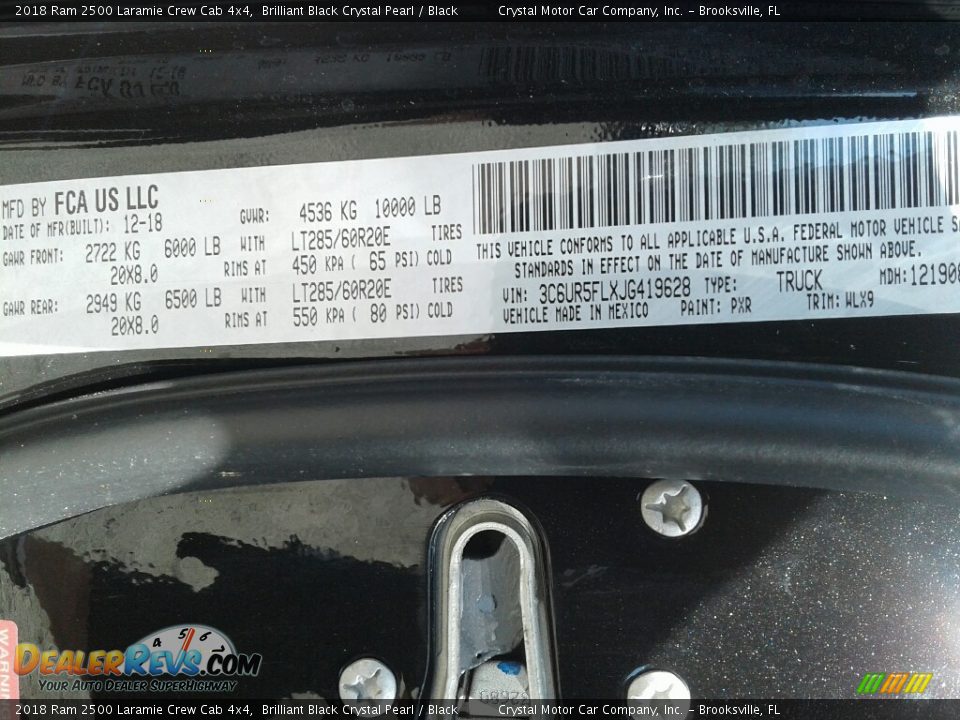 2018 Ram 2500 Laramie Crew Cab 4x4, Brilliant Black Crystal Pearl / Black Crystal Motor Car Company, Inc. - Brooksville, FL
MFD BY FCA US LLC
DATE OF MFR(BUILT): 12-18 GVWR: 4536 KG 10000 LB
GAWR FRONT: 2722 KG 6000 LB WITH LT285/60R20E TIRES
20X8.0 RIMS AT 450 KPA ( 65 PSI) COLD
GAWR REAR: 2949 KG 6500 LB WITH LT285/60R20E TIRES
20X8.0 RIMS AT 550 KPA ( 80 PSI) COLD
THIS VEHICLE CONFORMS TO ALL APPLICABLE U.S.A. FEDERAL MOTOR VEHICLE
STANDARDS IN EFFECT ON THE DATE OF MANUFACTURE SHOWN ABOVE.
VIN: 3C6UR5FLXJG419628 TYPE: TRUCK MDH: 121908
VEHICLE MADE IN MEXICO PAINT: PXR TRIM: WLX9
4 5 6
DEALERREVS.COM
YOUR AUTO DEALER SUPERHIGHWAY
2018 Ram 2500 Laramie Crew Cab 4x4, Brilliant Black Crystal Pearl / Black Crystal Motor Car Company, Inc. - Brooksville, FL